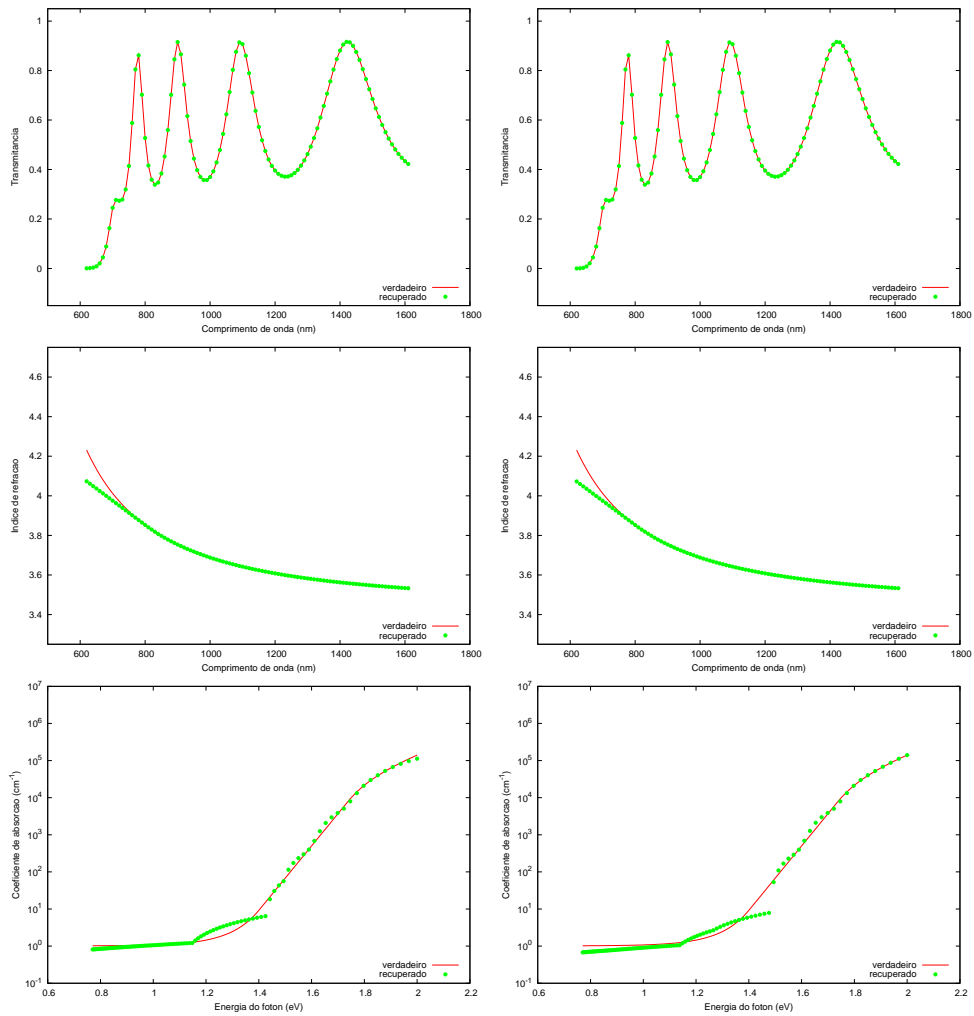 1
0.8
0.6
0.4
0.2
0
Transmitancia
verdadeiro
recuperado
600 800 1000 1200 1400 1600 1800
Comprimento de onda (nm)
1
0.8
0.6
0.4
0.2
0
Transmitancia
verdadeiro
recuperado
600 800 1000 1200 1400 1600 1800
Comprimento de onda (nm)
4.6
4.4
4.2
4
3.8
3.6
3.4
Indice de refracao
verdadeiro
recuperado
600 800 1000 1200 1400 1600 1800
Comprimento de onda (nm)
4.6
4.4
4.2
4
3.8
3.6
3.4
Indice de refracao
verdadeiro
recuperado
600 800 1000 1200 1400 1600 1800
Comprimento de onda (nm)
10^7
10^6
10^5
10^4
10^3
10^2
10^1
10^0
10^-1
Coeficiente de absorcao (cm^-1)
verdadeiro
recuperado
0.6 0.8 1 1.2 1.4 1.6 1.8 2 2.2
Energia do foton (eV)
10^7
10^6
10^5
10^4
10^3
10^2
10^1
10^0
10^-1
Coeficiente de absorcao (cm^-1)
verdadeiro
recuperado
0.6 0.8 1 1.2 1.4 1.6 1.8 2 2.2
Energia do foton (eV)